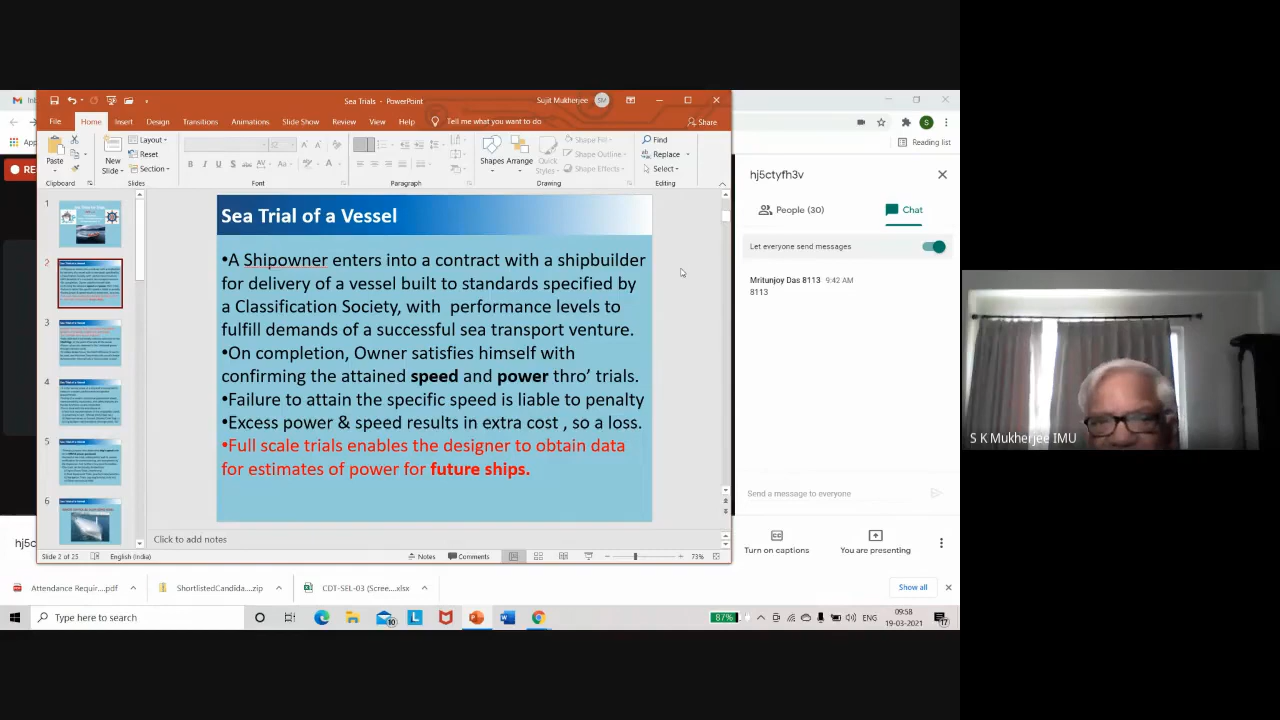 Sea Trials - PowerPoint
Sujit Mukherjee SM
File Home Insert Design Transitions Animations Slide Show Review View Help Tell me what you want to do Share
Paste
New Slide
Layout
Reset
Section
Shapes Arrange Quick Styles
Shape Fill
Shape Outline
Shape Effects
Find
Replace
Select
Clipboard Slides Font Paragraph Drawing Editing
1
2
3
4
5
6
Sea Trial of a Vessel
•A Shipowner enters into a contract with a shipbuilder
for delivery of a vessel built to standards specified by
a Classification Society, with performance levels to
fulfill demands of a successful sea transport venture.
•On completion, Owner satisfies himself with
confirming the attained speed and power thro’ trials.
•Failure to attain the specific speed is liable to penalty
•Excess power & speed results in extra cost , so a loss.
•Full scale trials enables the designer to obtain data
for estimates of power for future ships.
Click to add notes
Slide 2 of 25 English (India) Notes Comments 73%
Reading list
hj5ctyfh3v
People (30) Chat
Let everyone send messages
Mritunjoy Das 8113 9:42 AM
8113
Send a message to everyone
Turn on captions You are presenting
S K Mukherjee IMU
Attendance Requir....pdf ShortlistedCandida....zip CDT-SEL-03 (Scree....xlsx Show all
Type here to search
87%
ENG
09:58
19-03-2021